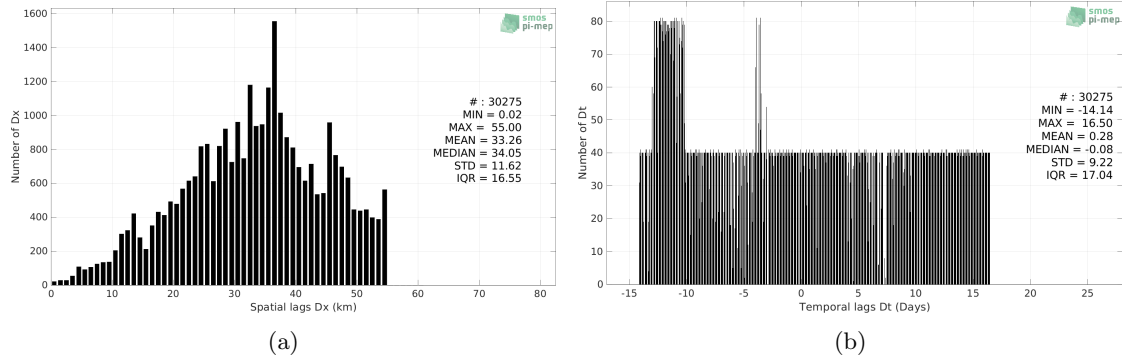 1600
1400
1200
1000
800
600
400
200
0
Number of Dx
0 10 20 30 40 50 60 70 80
Spatial lags Dx (km)
smos
pi-mep
# : 30275
MIN = 0.02
MAX = 55.00
MEAN = 33.26
MEDIAN = 34.05
STD = 11.62
IQR = 16.55
(a)
80
70
60
50
40
30
20
10
0
Number of Dt
-15 -10 -5 0 5 10 15 20 25
Temporal lags Dt (Days)
smos
pi-mep
# : 30275
MIN = -14.14
MAX = 16.50
MEAN = 0.28
MEDIAN = -0.08
STD = 9.22
IQR = 17.04
(b)